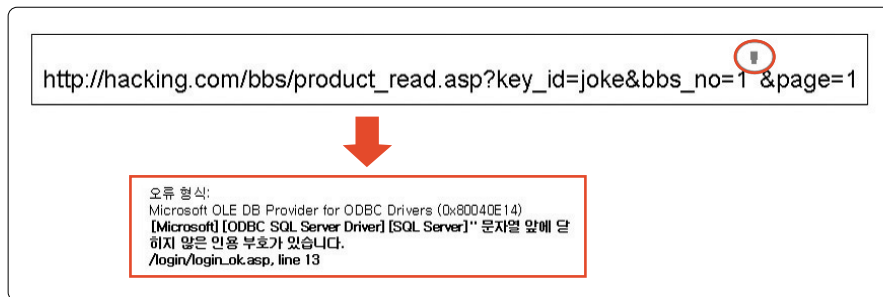 http://hacking.com/bbs/product_read.asp?key_id=joke&bbs_no=1'&page=1
오류 형식:
Microsoft OLE DB Provider for ODBC Drivers (0x80040E14)
[Microsoft] [ODBC SQL Server Driver] [SQL Server]'' 문자열 앞에 닫
히지 않은 인용 부호가 있습니다.
/login/login_ok.asp, line 13